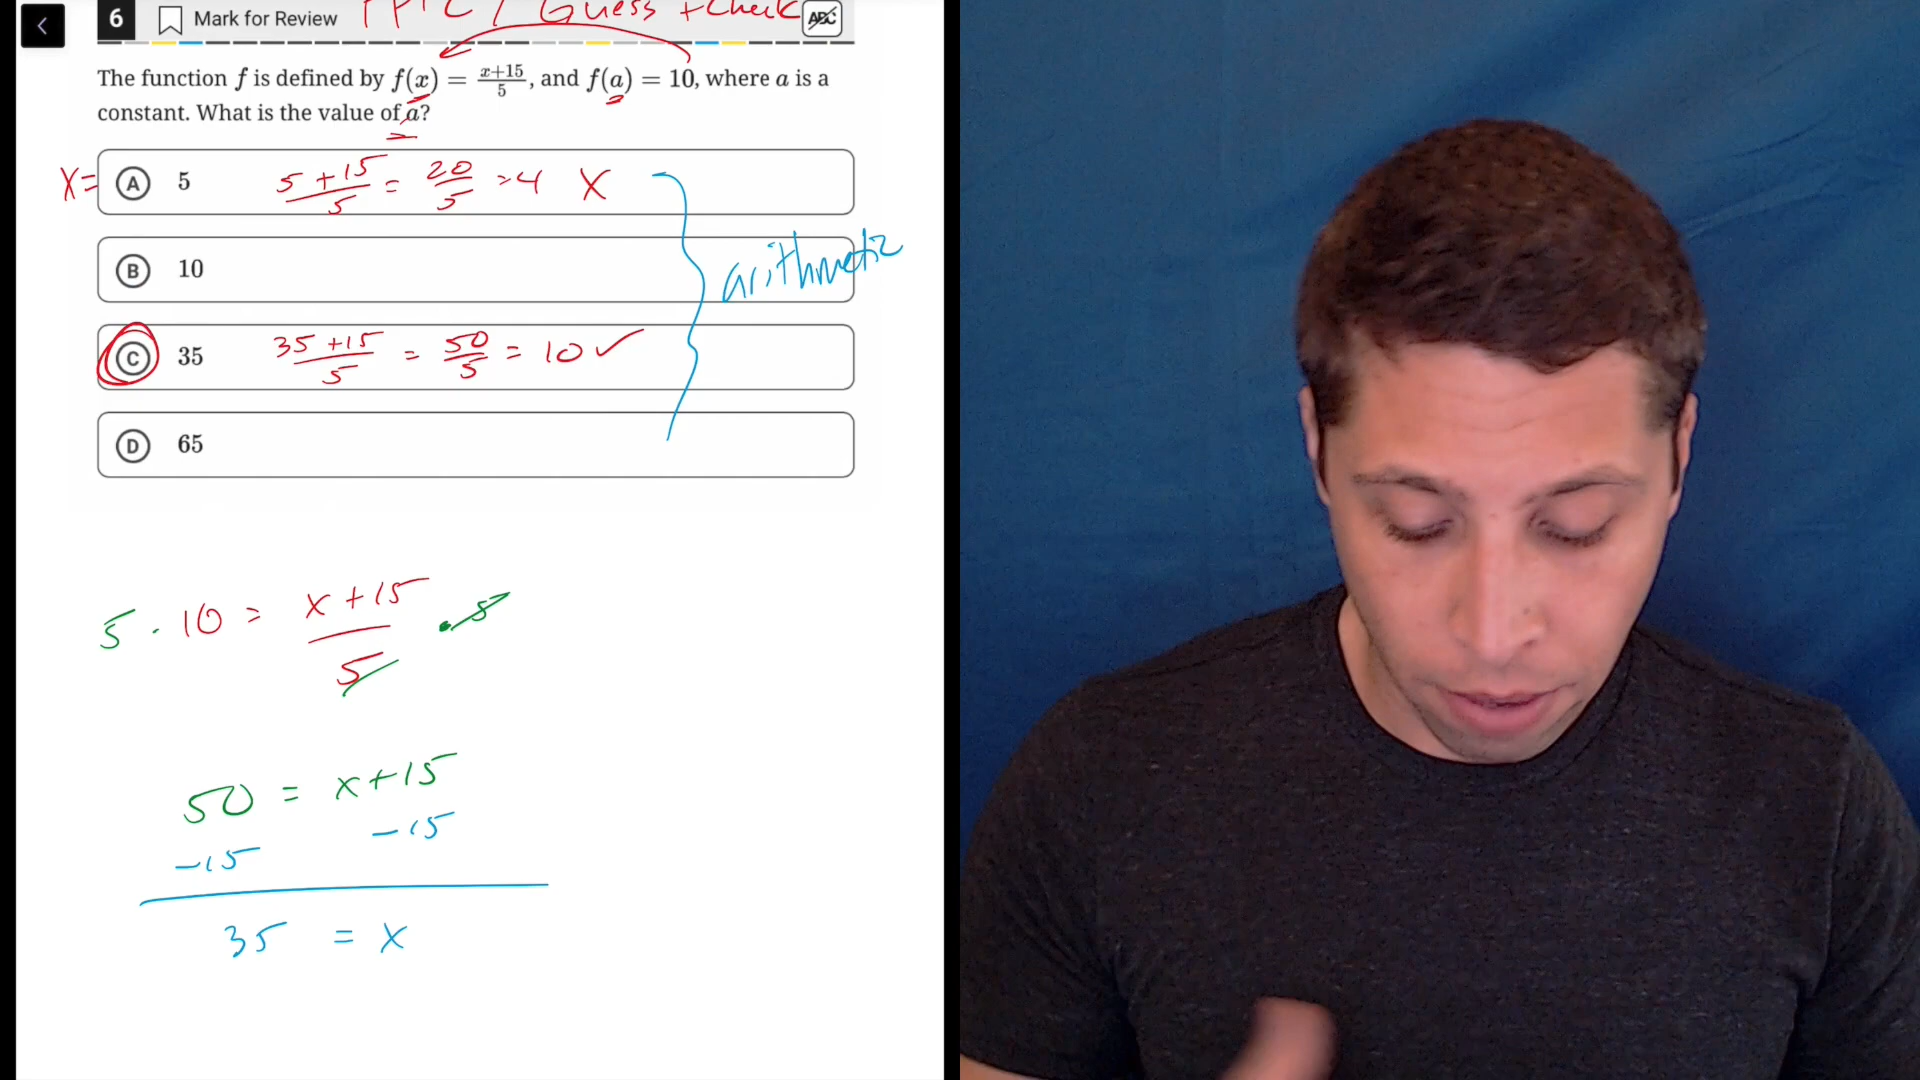 6 Mark for Review Guess + Check ABC
The function f is defined by f(x) = x+15/5, and f(a) = 10, where a is a
constant. What is the value of a?
x= A 5 5+15/5 = 20/5 = 4 X
arithmetic
B 10
C 35 35+15/5 = 50/5 = 10 ✓
D 65
5 · 10 = x+15/5 · 5
50 = x+15
-15 -15
35 = x